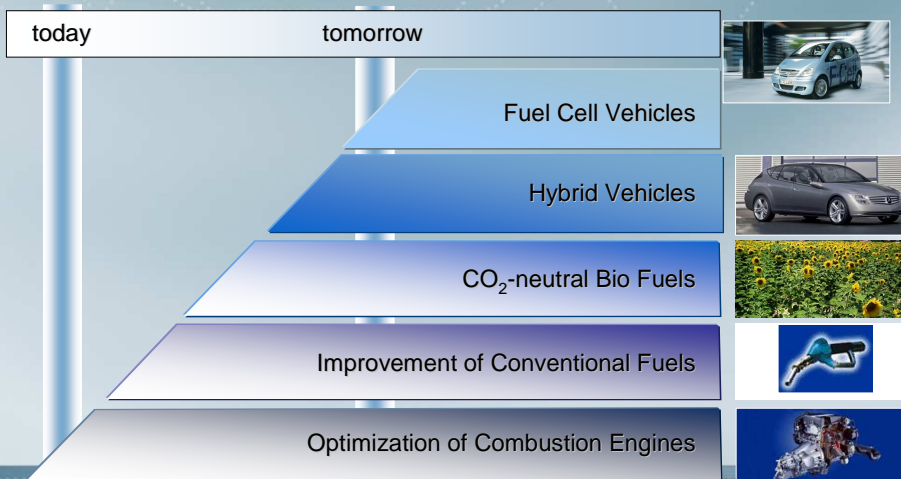 today tomorrow
Fuel Cell Vehicles
Hybrid Vehicles
CO₂-neutral Bio Fuels
Improvement of Conventional Fuels
Optimization of Combustion Engines